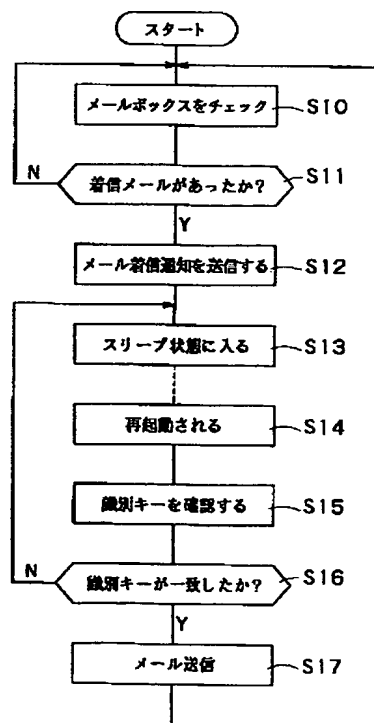 スタート
メールボックスをチェック
S10
着信メールがあったか?
S11
N
Y
メール着信通知を送信する
S12
スリープ状態に入る
S13
再起動される
S14
識別キーを確認する
S15
識別キーが一致したか?
S16
N
Y
メール送信
S17